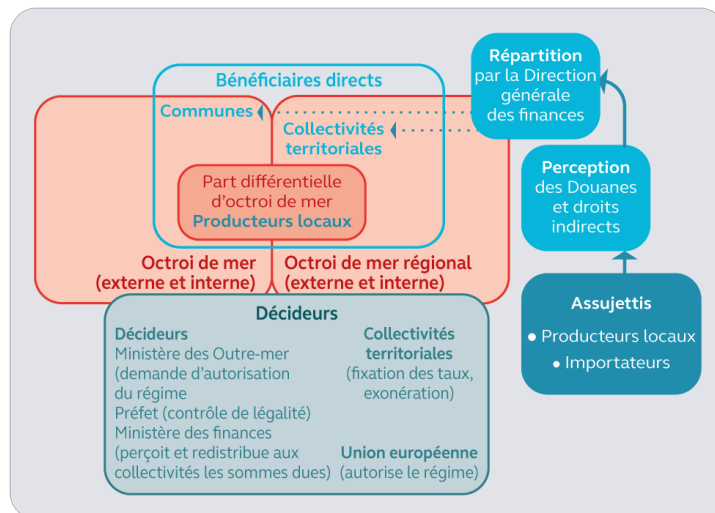 Bénéficiaires directs
Communes
Collectivités
territoriales
Part différentielle
d'octroi de mer
Producteurs locaux
Octroi de mer
(externe et interne)
Octroi de mer régional
(externe et interne)
Répartition
par la Direction
générale
des finances
Perception
des Douanes
et droits
indirects
Assujettis
• Producteurs locaux
• Importateurs
Décideurs
Décideurs
Ministère des Outre-mer
(demande d'autorisation
du régime
Préfet (contrôle de légalité)
Ministère des finances
(perçoit et redistribue aux
collectivités les sommes dues)
Collectivités
territoriales
(fixation des taux,
exonération)
Union européenne
(autorise le régime)